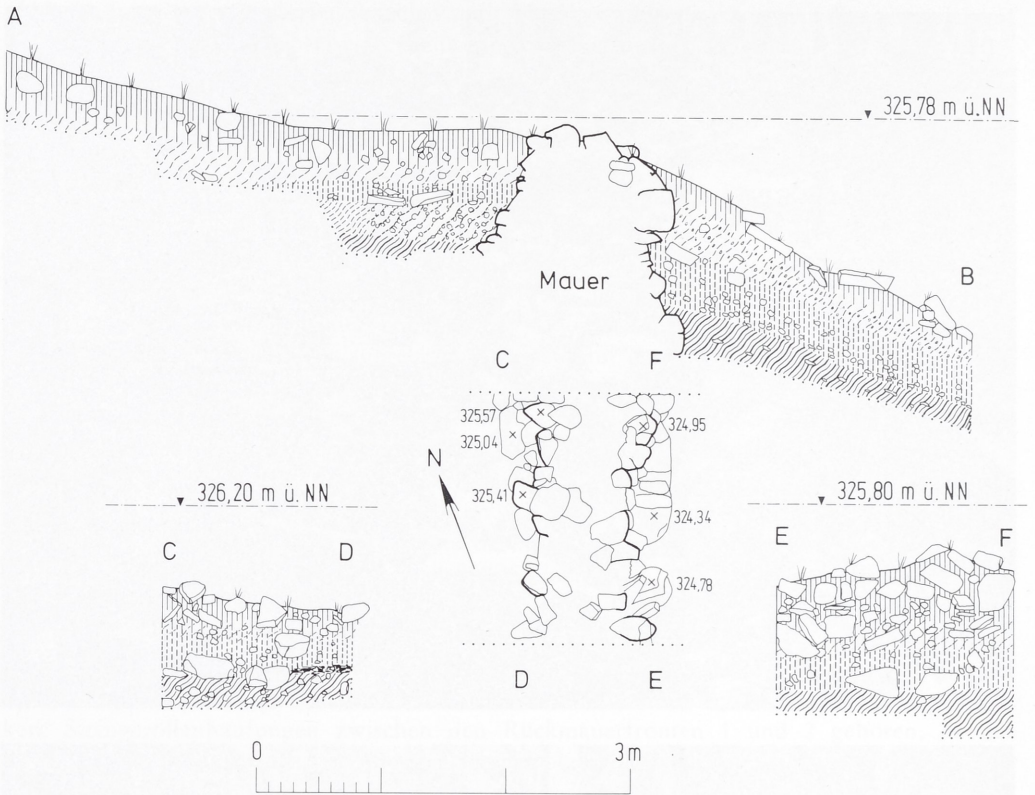 A
325,78 m ü.NN
B
Mauer
C F
325,57
325,04
324,95
N
325,41
324,34
324,78
D E
326,20 m ü. NN
C D
325,80 m ü.NN
E F
0 3m